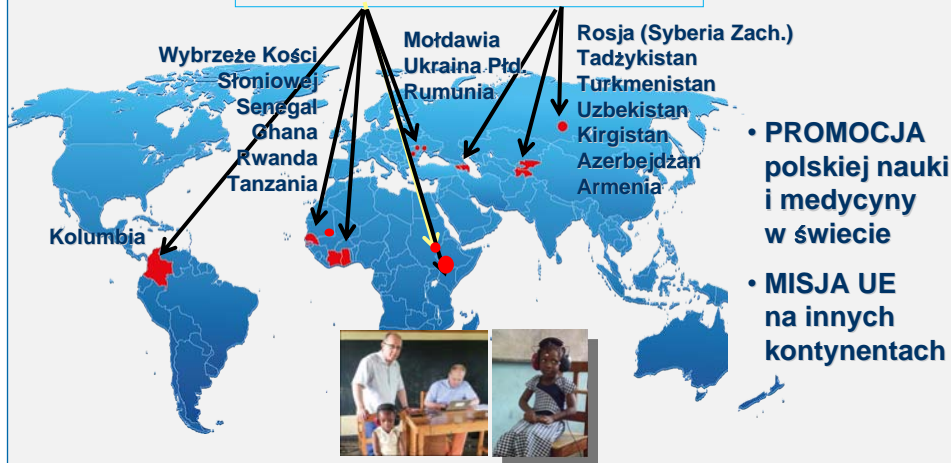 Wybrzeże Kości
Słoniowej
Senegal
Ghana
Rwanda
Tanzania
Mołdawia
Ukraina Płd.
Rumunia
Rosja (Syberia Zach.)
Tadżykistan
Turkmenistan
Uzbekistan
Kirgistan
Azerbejdżan
Armenia
Kolumbia
• PROMOCJA
polskiej nauki
i medycyny
w świecie
• MISJA UE
na innych
kontynentach